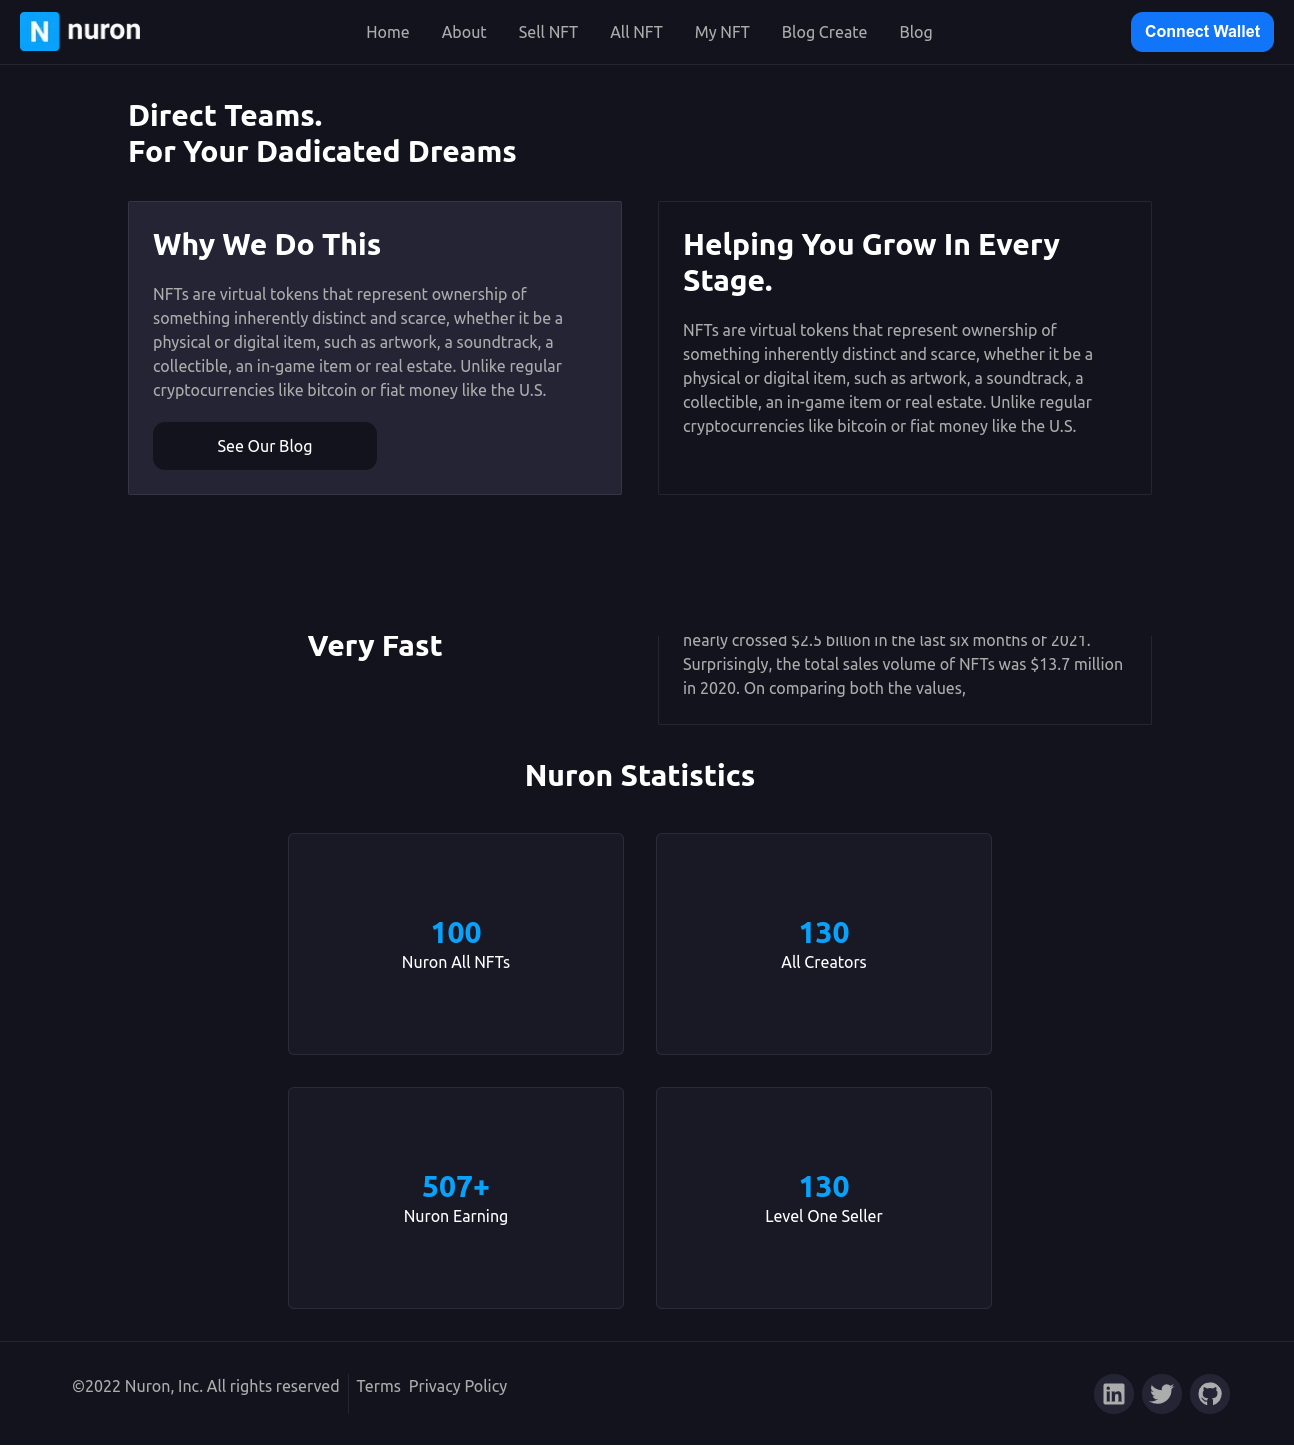 N nuron
Home About Sell NFT All NFT My NFT Blog Create Blog
Connect Wallet
Direct Teams.
For Your Dadicated Dreams
Why We Do This
NFTs are virtual tokens that represent ownership of
something inherently distinct and scarce, whether it be a
physical or digital item, such as artwork, a soundtrack, a
collectible, an in-game item or real estate. Unlike regular
cryptocurrencies like bitcoin or fiat money like the U.S.
See Our Blog
Helping You Grow In Every
Stage.
NFTs are virtual tokens that represent ownership of
something inherently distinct and scarce, whether it be a
physical or digital item, such as artwork, a soundtrack, a
collectible, an in-game item or real estate. Unlike regular
cryptocurrencies like bitcoin or fiat money like the U.S.
Very Fast
nearly crossed $2.5 billion in the last six months of 2021.
Surprisingly, the total sales volume of NFTs was $13.7 million
in 2020. On comparing both the values,
Nuron Statistics
100
Nuron All NFTs
130
All Creators
507+
Nuron Earning
130
Level One Seller
©2022 Nuron, Inc. All rights reserved
Terms Privacy Policy